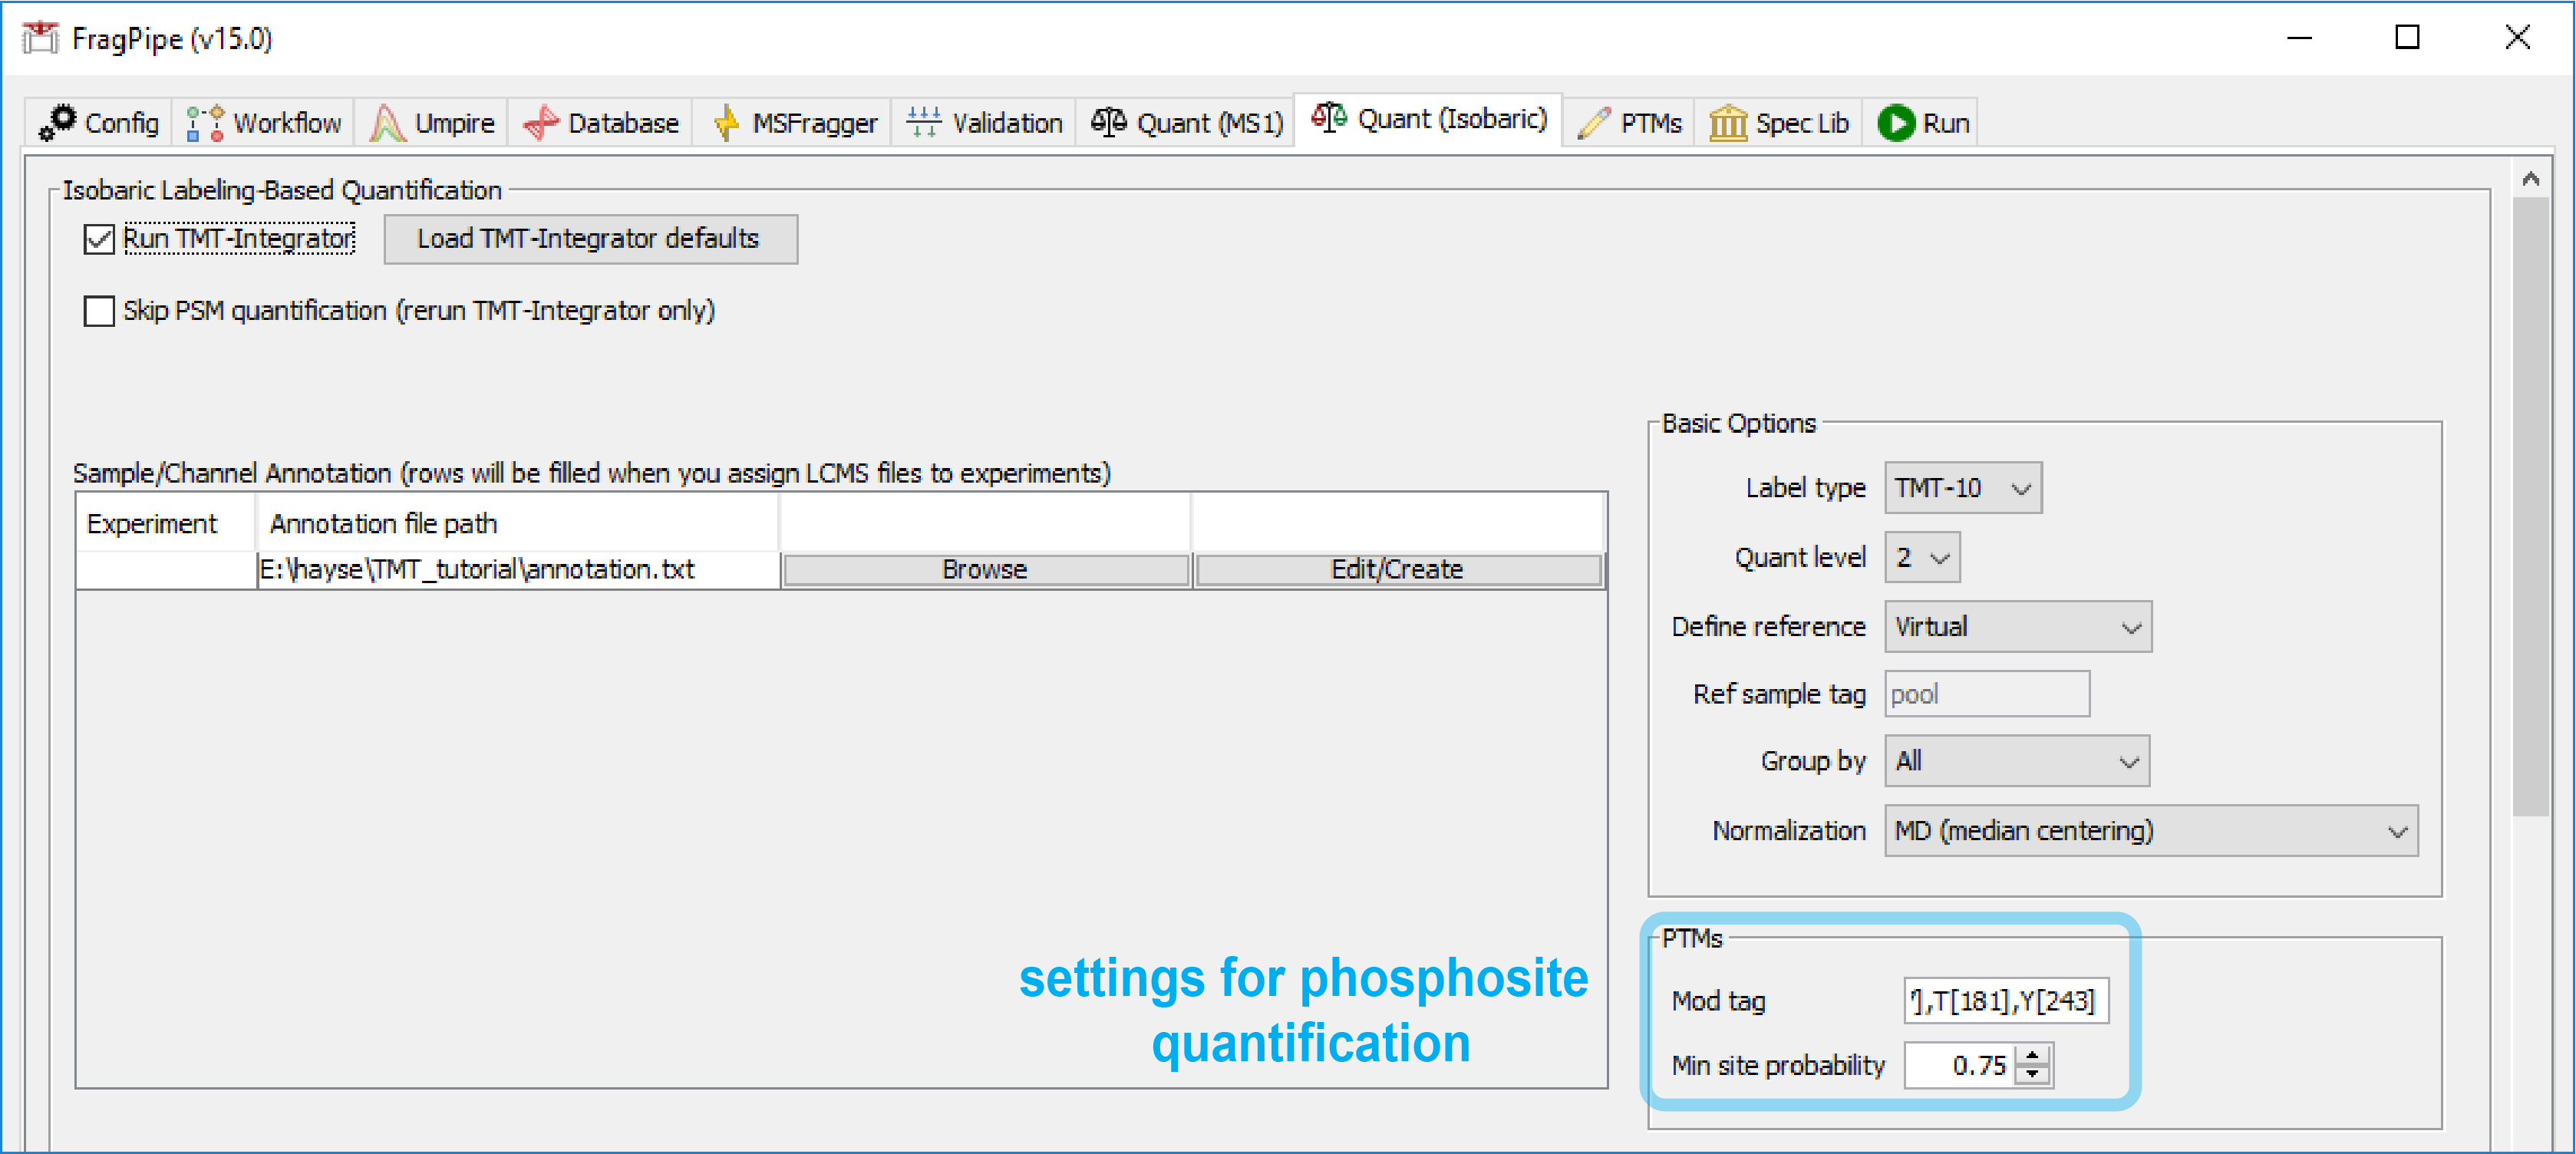 FragPipe (v15.0)
Config Workflow Umpire Database MSFragger Validation Quant (MS1) Quant (Isobaric) PTMs Spec Lib Run
Isobaric Labeling-Based Quantification
Run TMT-Integrator Load TMT-Integrator defaults
Skip PSM quantification (rerun TMT-Integrator only)
Sample/Channel Annotation (rows will be filled when you assign LCMS files to experiments)
Experiment Annotation file path
E:\hayse\TMT_tutorial\annotation.txt Browse Edit/Create
Basic Options
Label type TMT-10
Quant level 2
Define reference Virtual
Ref sample tag pool
Group by All
Normalization MD (median centering)
settings for phosphosite
quantification
PTMs
Mod tag ],T[181],Y[243]
Min site probability 0.75